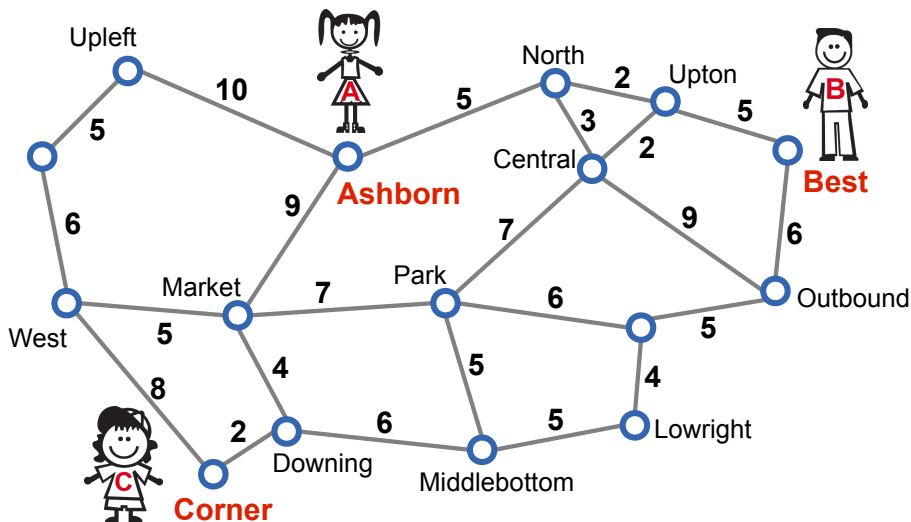 Upleft
10
A
5
North
2
Upton
5
B
5
3
2
Central
Best
Ashborn
9
6
7
9
6
Market
7
Park
6
Outbound
5
West
5
4
5
4
8
2
6
5
Lowright
Downing
Middlebottom
C
Corner